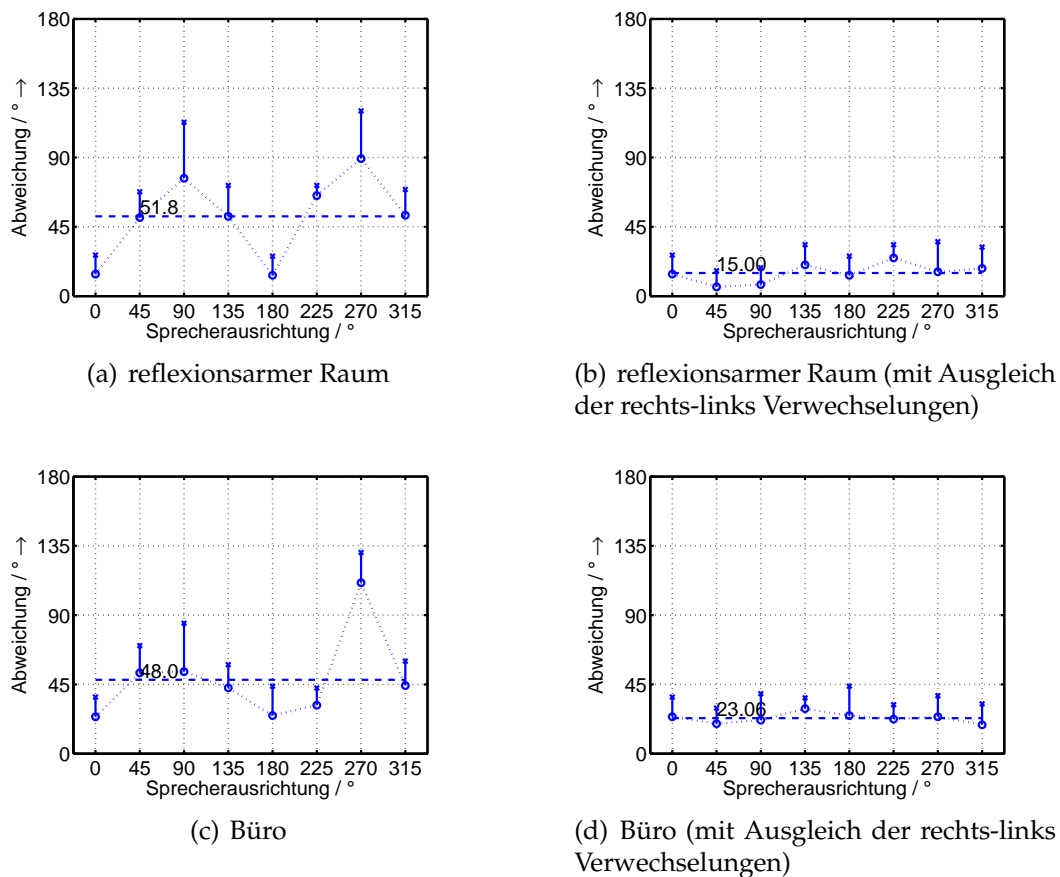 180
135
90
45
0
Abweichung / ° →
51.8
0 45 90 135 180 225 270 315
Sprecherausrichtung / °
(a) reflexionsarmer Raum
180
135
90
45
0
Abweichung / ° →
15.00
0 45 90 135 180 225 270 315
Sprecherausrichtung / °
(b) reflexionsarmer Raum (mit Ausgleich
der rechts-links Verwechselungen)
180
135
90
45
0
Abweichung / ° →
48.0
0 45 90 135 180 225 270 315
Sprecherausrichtung / °
(c) Büro
180
135
90
45
0
Abweichung / ° →
23.06
0 45 90 135 180 225 270 315
Sprecherausrichtung / °
(d) Büro (mit Ausgleich der rechts-links
Verwechselungen)